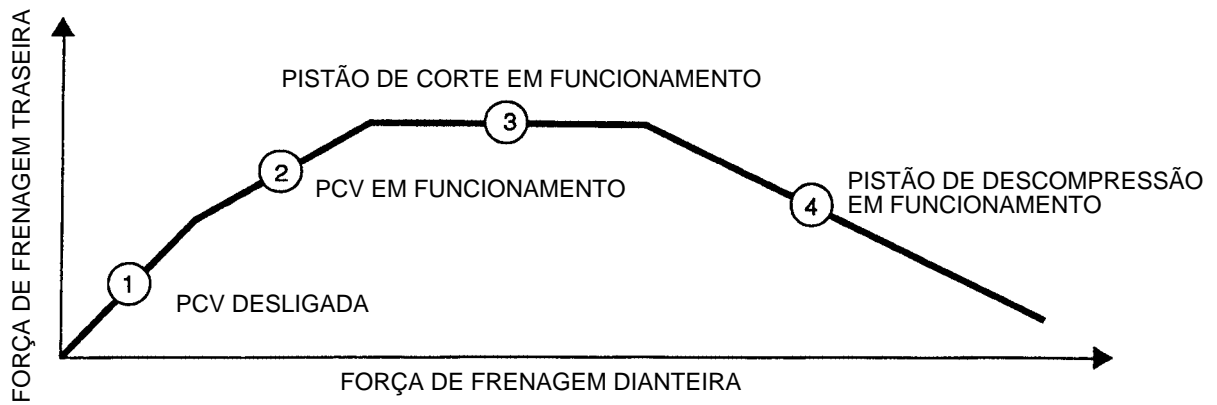 FORÇA DE FRENAGEM TRASEIRA
PISTÃO DE CORTE EM FUNCIONAMENTO
3
2
PCV EM FUNCIONAMENTO
PISTÃO DE DESCOMPRESSÃO
EM FUNCIONAMENTO
4
1
PCV DESLIGADA
FORÇA DE FRENAGEM DIANTEIRA